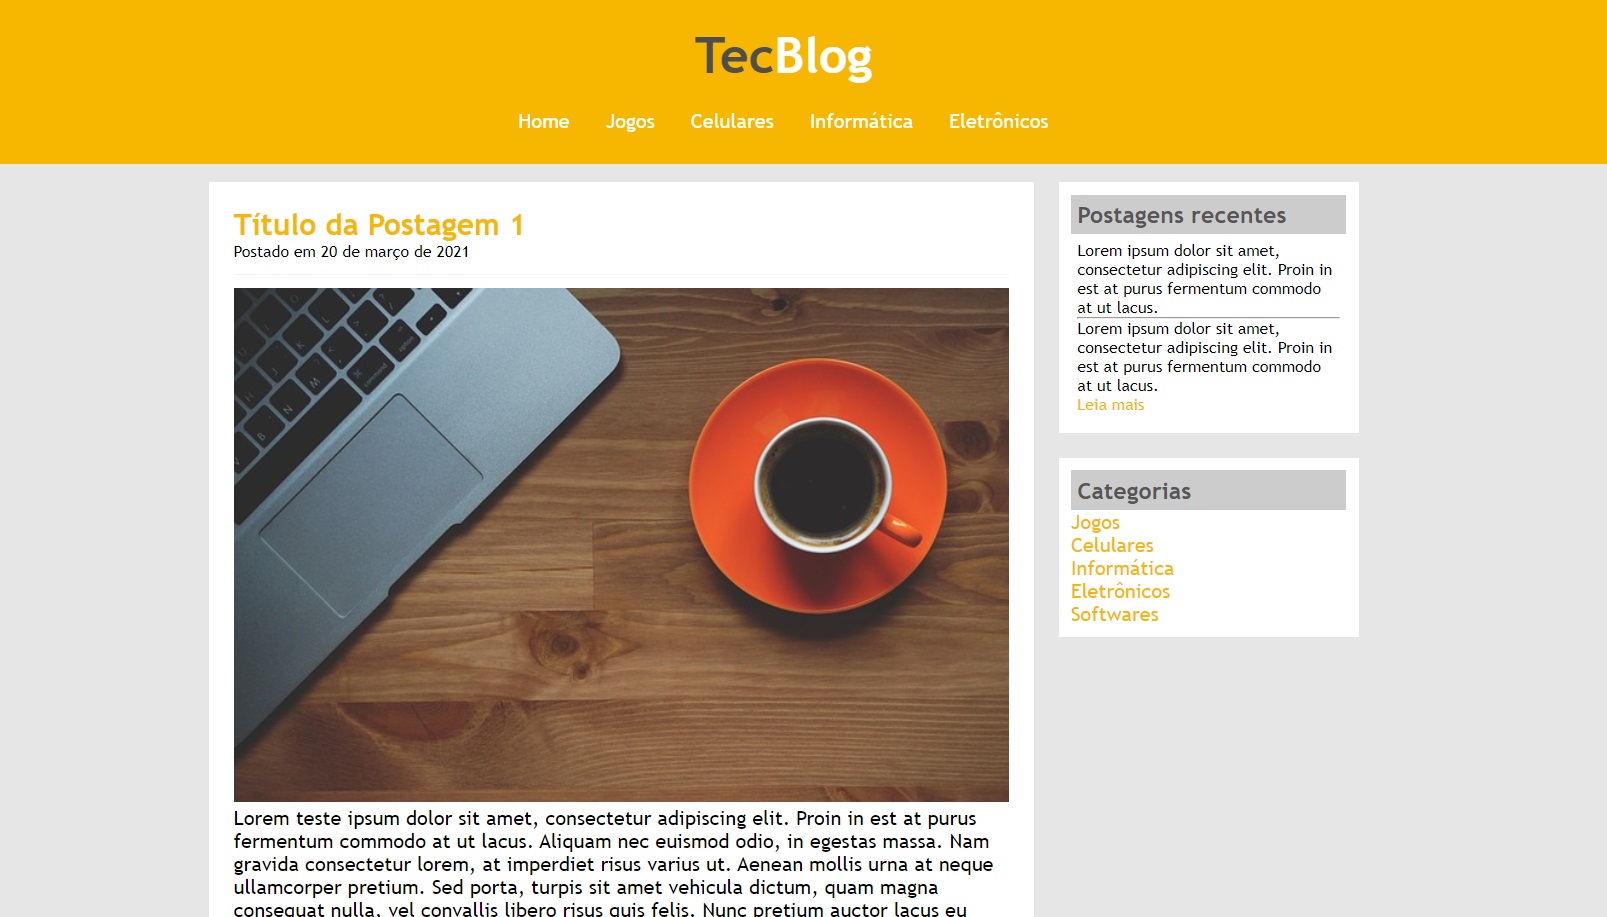 TecBlog
Home Jogos Celulares Informática Eletrônicos
Título da Postagem 1
Postado em 20 de março de 2021
command
option
Lorem teste ipsum dolor sit amet, consectetur adipiscing elit. Proin in est at purus
fermentum commodo at ut lacus. Aliquam nec euismod odio, in egestas massa. Nam
gravida consectetur lorem, at imperdiet risus varius ut. Aenean mollis urna at neque
ullamcorper pretium. Sed porta, turpis sit amet vehicula dictum, quam magna
consequat nulla, vel convallis libero risus quis felis. Nunc pretium auctor lacus eu
Postagens recentes
Lorem ipsum dolor sit amet,
consectetur adipiscing elit. Proin in
est at purus fermentum commodo
at ut lacus.
Lorem ipsum dolor sit amet,
consectetur adipiscing elit. Proin in
est at purus fermentum commodo
at ut lacus.
Leia mais
Categorias
Jogos
Celulares
Informática
Eletrônicos
Softwares